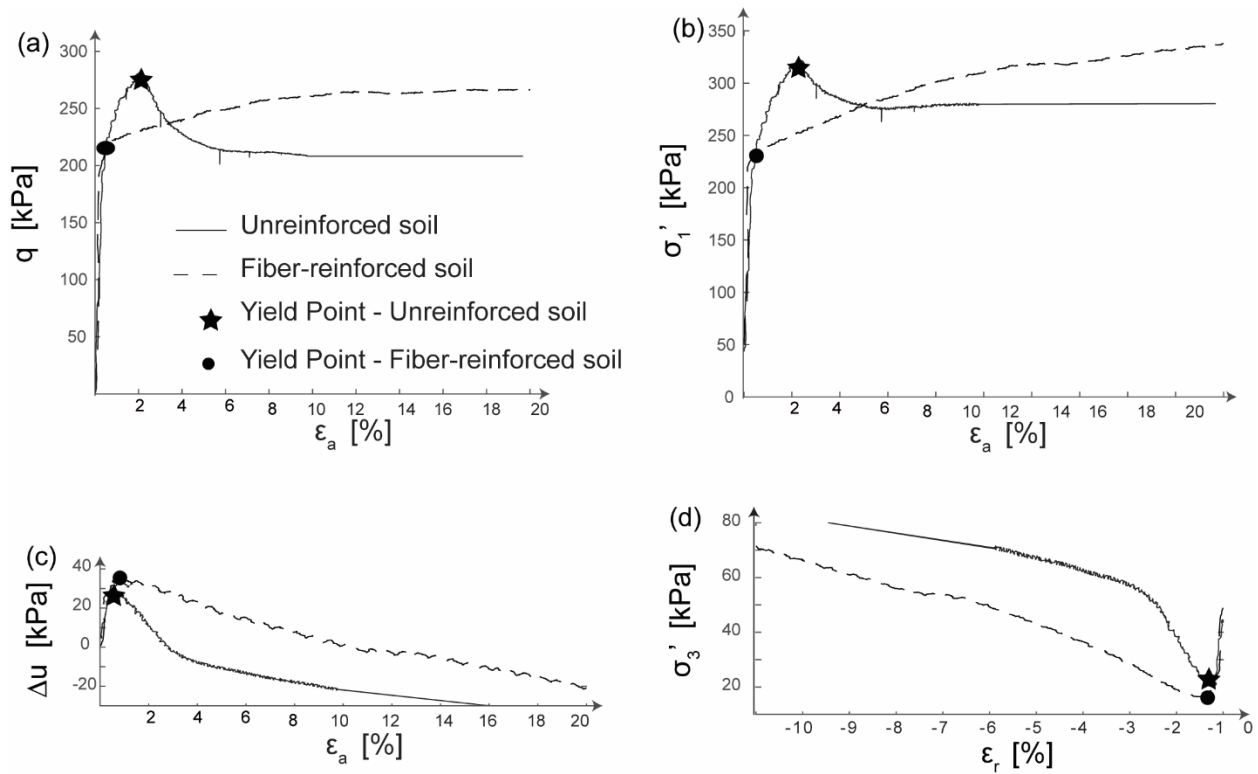 (a)
300
250
200
150
100
50
q [kPa]
Unreinforced soil
Fiber-reinforced soil
Yield Point - Unreinforced soil
Yield Point - Fiber-reinforced soil
2 4 6 8 10 12 14 16 18 20
εa [%]
(b)
350
300
250
200
150
100
50
0
σ1' [kPa]
2 4 6 8 10 12 14 16 20
εa [%]
(c)
40
20
0
-20
Δu [kPa]
2 4 6 8 10 12 14 16 18 20
εa [%]
(d)
80
60
40
20
σ3' [kPa]
-10 -9 -8 -7 -6 -5 -4 -3 -2 -1 0
εr [%]